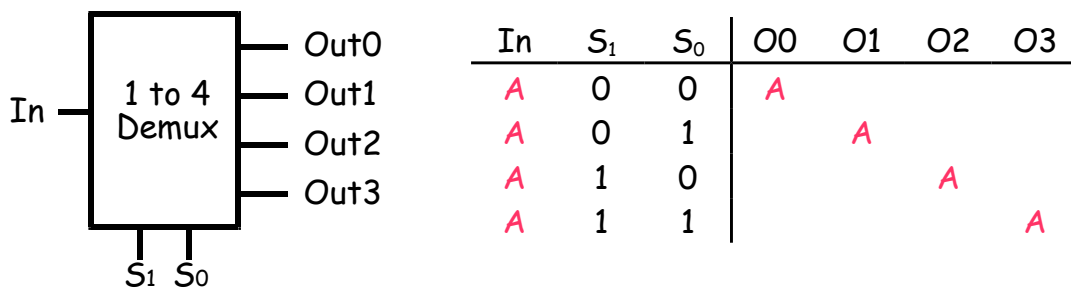 In
1 to 4
Demux
Out0
Out1
Out2
Out3
S₁ S₀
In S₁ S₀ O0 O1 O2 O3
A 0 0 A
A 0 1 A
A 1 0 A
A 1 1 A